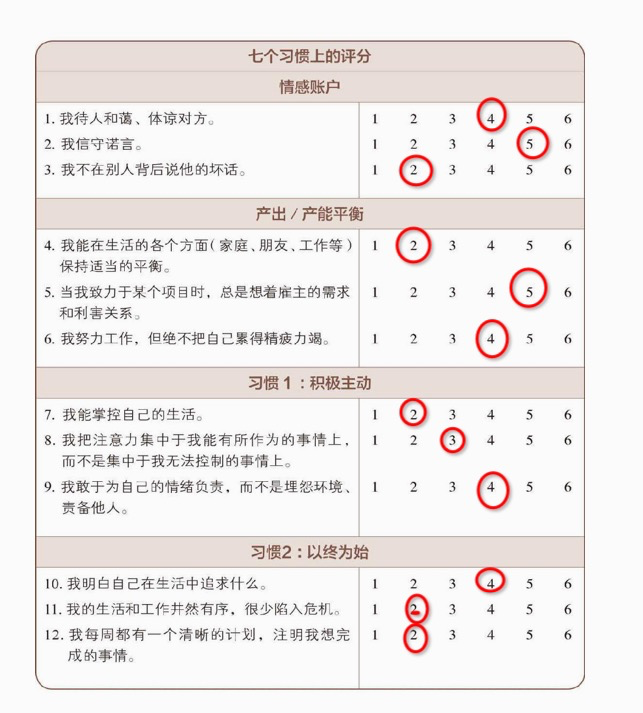 七个习惯上的评分
情感账户
1. 我待人和蔼、体谅对方。 1 2 3 4 5 6
2. 我信守诺言。 1 2 3 4 5 6
3. 我不在别人背后说他的坏话。 1 2 3 4 5 6
产出 / 产能平衡
4. 我能在生活的各个方面（家庭、朋友、工作等） 1 2 3 4 5 6
保持适当的平衡。
5. 当我致力于某个项目时，总是想着雇主的需求 1 2 3 4 5 6
和利害关系。
6. 我努力工作，但绝不把自己累得精疲力竭。 1 2 3 4 5 6
习惯 1：积极主动
7. 我能掌控自己的生活。 1 2 3 4 5 6
8. 我把注意力集中于我能有所作为的事情上， 1 2 3 4 5 6
而不是集中于我无法控制的事情上。
9. 我敢于为自己的情绪负责，而不是埋怨环境、 1 2 3 4 5 6
责备他人。
习惯2：以终为始
10. 我明白自己在生活中追求什么。 1 2 3 4 5 6
11. 我的生活和工作井然有序，很少陷入危机。 1 2 3 4 5 6
12. 我每周都有一个清晰的计划，注明我想完 1 2 3 4 5 6
成的事情。